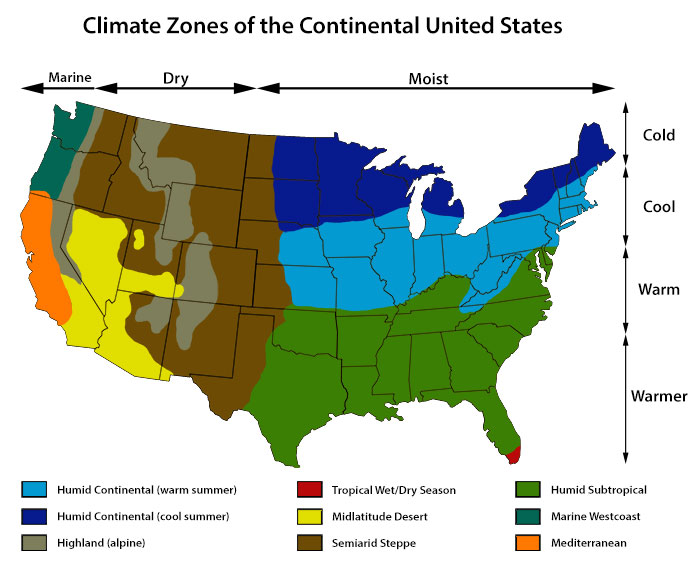 Climate Zones of the Continental United States
Marine
Dry
Moist
Cold
Cool
Warm
Warmer
Humid Continental (warm summer)
Tropical Wet/Dry Season
Humid Subtropical
Humid Continental (cool summer)
Midlatitude Desert
Marine Westcoast
Highland (alpine)
Semiarid Steppe
Mediterranean